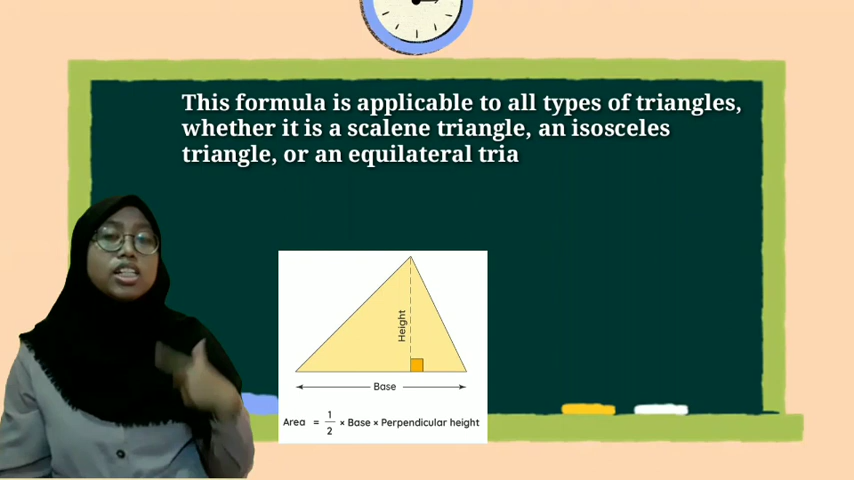 This formula is applicable to all types of triangles,
whether it is a scalene triangle, an isosceles
triangle, or an equilateral tria
Height
Base
Area = 1/2 × Base × Perpendicular height